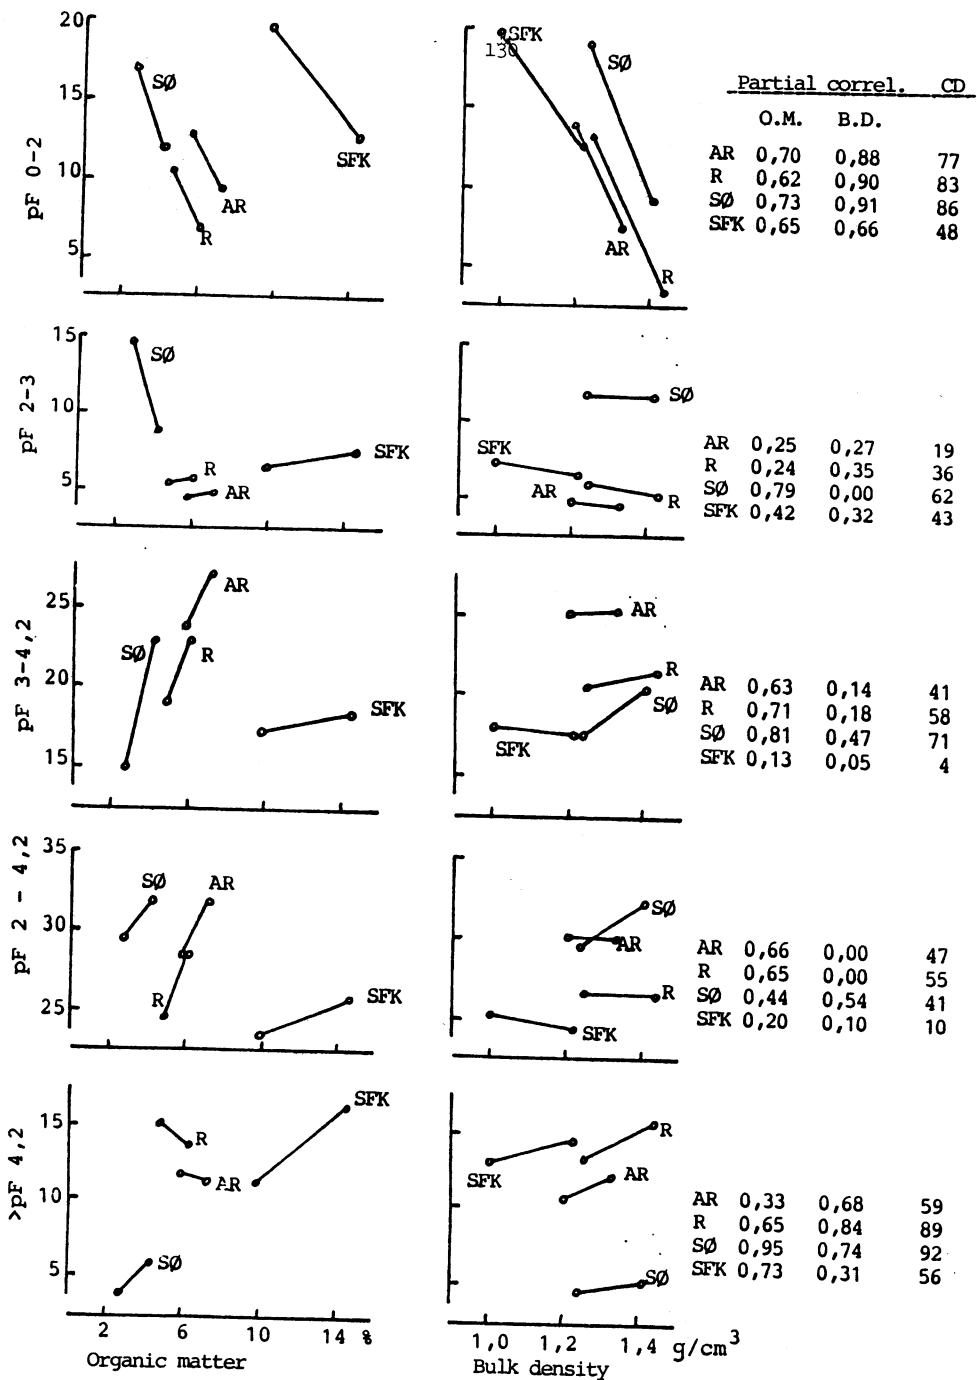 pF 0-2
20
15
10
5
SØ
AR
R
SFK
SFK
130
SØ
AR
R
Partial correl. CD
O.M. B.D.
AR 0,70 0,88 77
R 0,62 0,90 83
SØ 0,73 0,91 86
SFK 0,65 0,66 48
pF 2-3
15
10
5
SØ
R
AR
SFK
SFK
AR
SØ
R
AR 0,25 0,27 19
R 0,24 0,35 36
SØ 0,79 0,00 62
SFK 0,42 0,32 43
pF 3-4,2
25
20
15
SØ
AR
R
SFK
AR
R
SØ
SFK
AR 0,63 0,14 41
R 0,71 0,18 58
SØ 0,81 0,47 71
SFK 0,13 0,05 4
pF 2 - 4,2
35
30
25
SØ
AR
R
SFK
SØ
AR
R
SFK
AR 0,66 0,00 47
R 0,65 0,00 55
SØ 0,44 0,54 41
SFK 0,20 0,10 10
>pF 4,2
15
10
5
R
AR
SFK
SØ
SFK
R
AR
SØ
AR 0,33 0,68 59
R 0,65 0,84 89
SØ 0,95 0,74 92
SFK 0,73 0,31 56
2 6 10 14 %
Organic matter
1,0 1,2 1,4 g/cm³
Bulk density